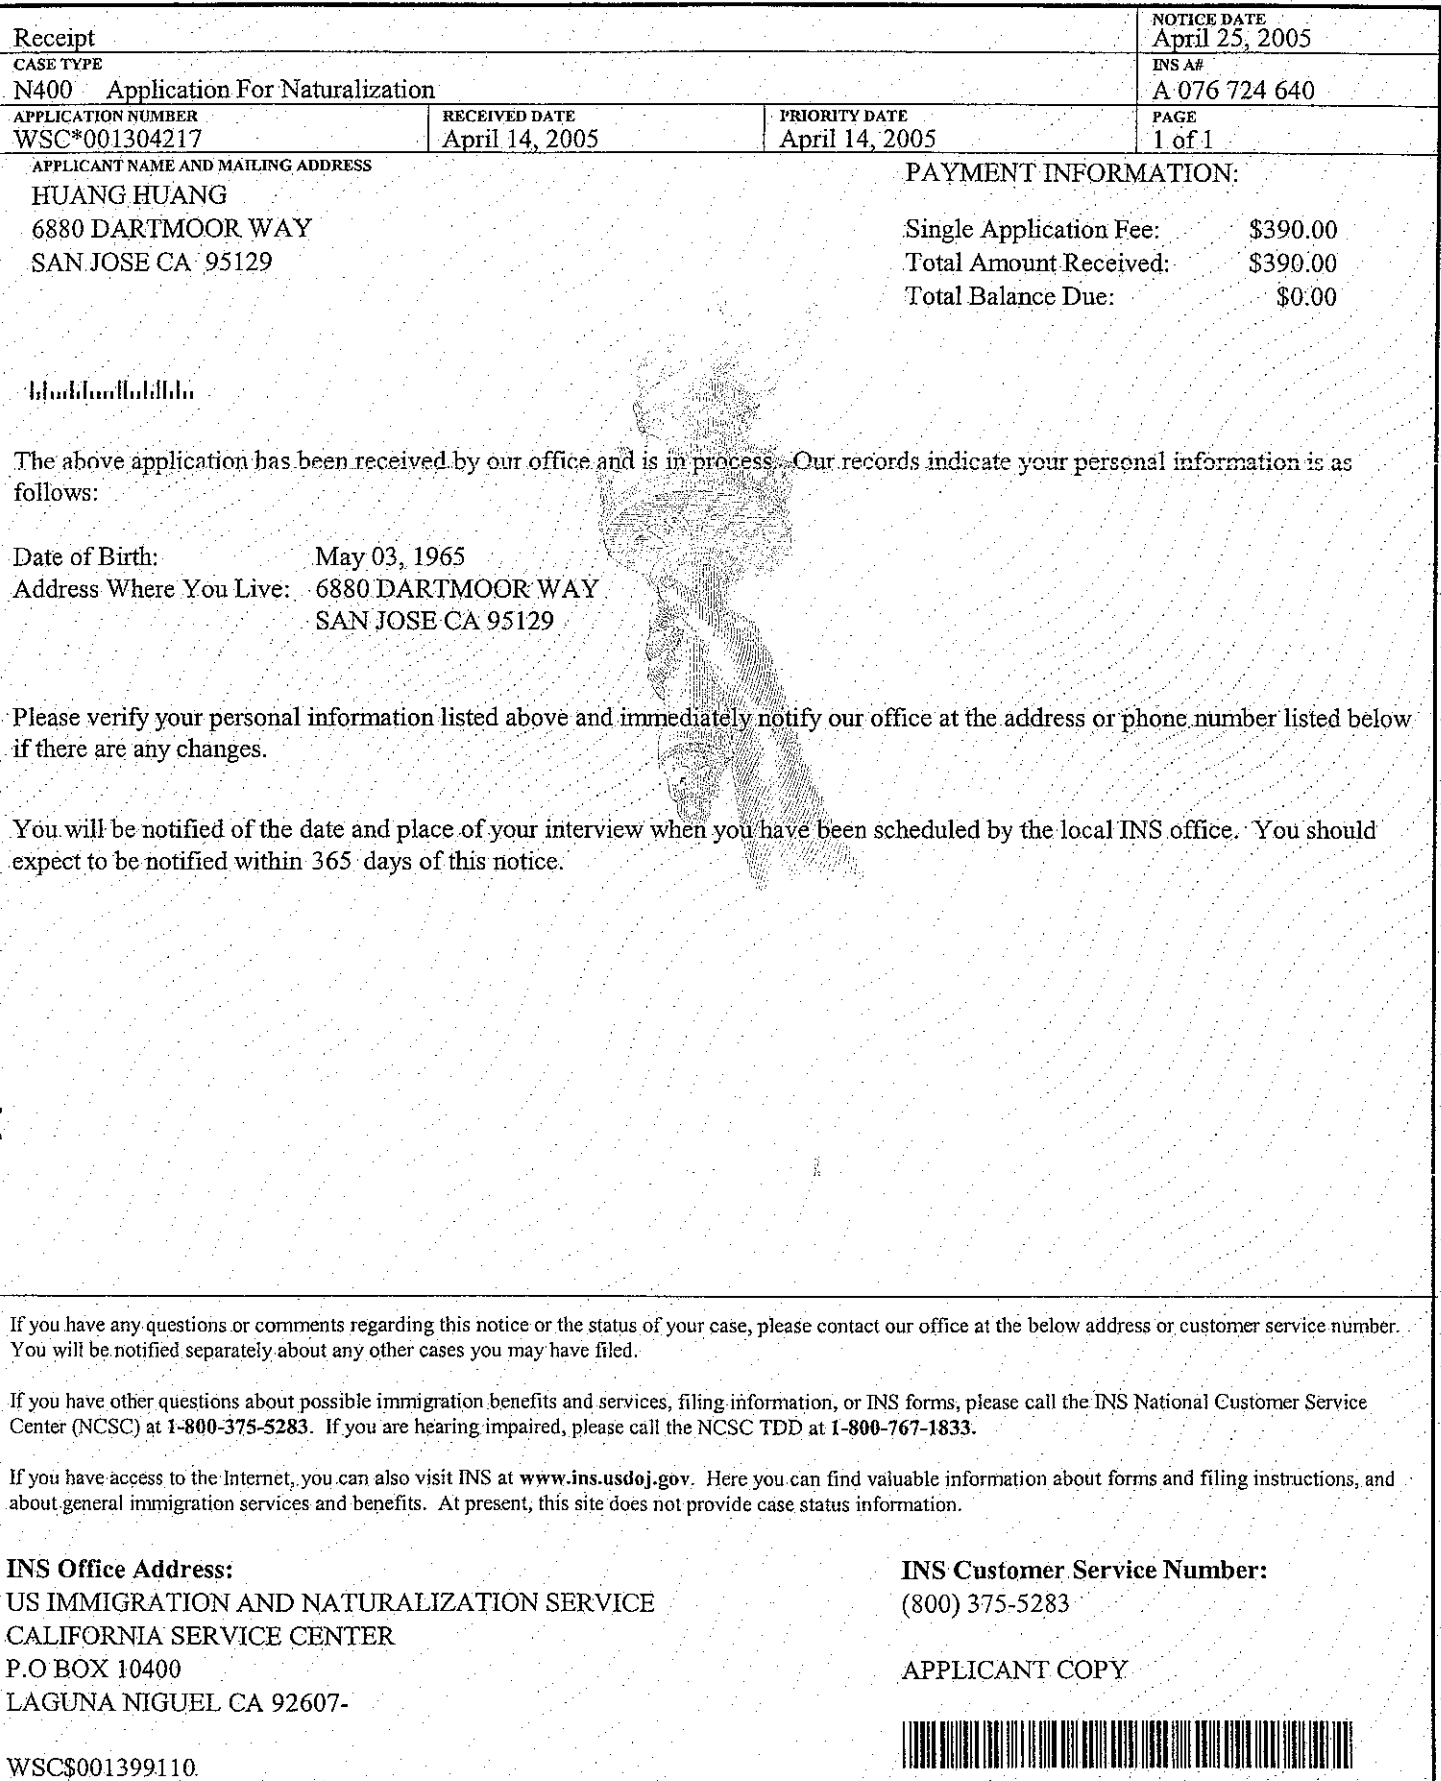 Receipt
NOTICE DATE
April 25, 2005
CASE TYPE
N400 Application For Naturalization
INS A#
A 076 724 640
APPLICATION NUMBER
WSC*001304217
RECEIVED DATE
April 14, 2005
PRIORITY DATE
April 14, 2005
PAGE
1 of 1
APPLICANT NAME AND MAILING ADDRESS
HUANG HUANG
6880 DARTMOOR WAY
SAN JOSE CA 95129
PAYMENT INFORMATION:
Single Application Fee: $390.00
Total Amount Received: $390.00
Total Balance Due: $0.00
The above application has been received by our office and is in process. Our records indicate your personal information is as
follows:
Date of Birth: May 03, 1965
Address Where You Live: 6880 DARTMOOR WAY
SAN JOSE CA 95129
Please verify your personal information listed above and immediately notify our office at the address or phone number listed below
if there are any changes.
You will be notified of the date and place of your interview when you have been scheduled by the local INS office. You should
expect to be notified within 365 days of this notice.
If you have any questions or comments regarding this notice or the status of your case, please contact our office at the below address or customer service number.
You will be notified separately about any other cases you may have filed.
If you have other questions about possible immigration benefits and services, filing information, or INS forms, please call the INS National Customer Service
Center (NCSC) at 1-800-375-5283. If you are hearing impaired, please call the NCSC TDD at 1-800-767-1833.
If you have access to the Internet, you can also visit INS at www.ins.usdoj.gov. Here you can find valuable information about forms and filing instructions, and
about general immigration services and benefits. At present, this site does not provide case status information.
INS Office Address:
US IMMIGRATION AND NATURALIZATION SERVICE
CALIFORNIA SERVICE CENTER
P.O BOX 10400
LAGUNA NIGUEL CA 92607-
INS Customer Service Number:
(800) 375-5283
APPLICANT COPY
WSC$001399110